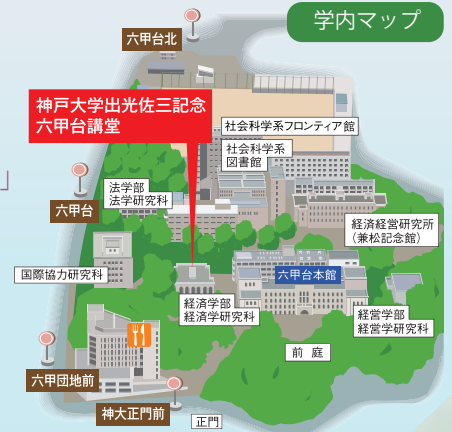 学内マップ
六甲台北
神戸大学出光佐三記念
六甲台講堂
社会科学系フロンティア館
社会科学系
図書館
」
法学部
法学研究科
六甲台
経済経営研究所
（兼松記念館）
国際協力研究科
六甲台本館
経済学部
経済学研究科
経営学部
経営学研究科
前庭
六甲団地前
神大正門前
正門